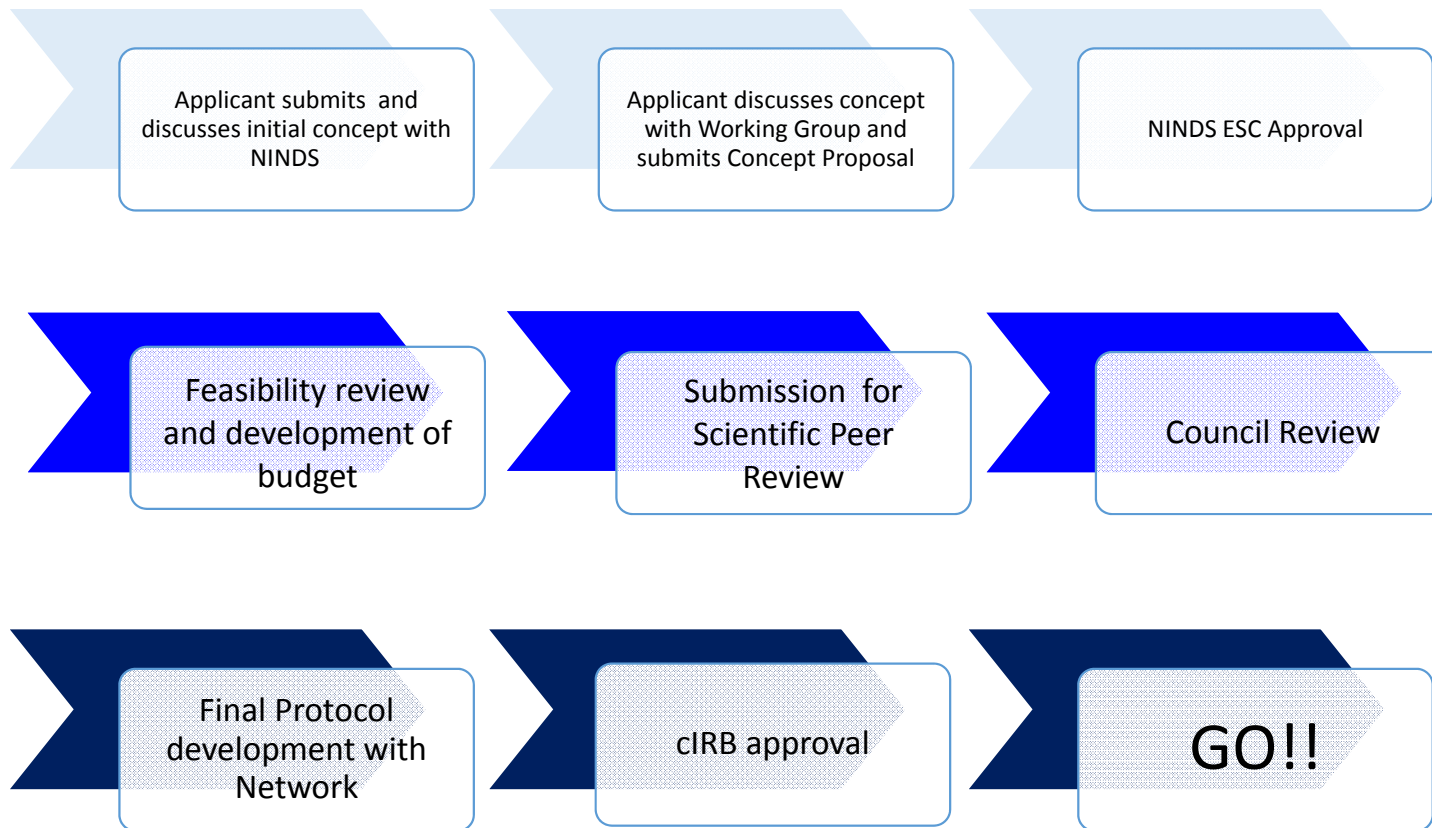 Applicant submits and
discusses initial concept with
NINDS
Applicant discusses concept
with Working Group and
submits Concept Proposal
NINDS ESC Approval
Feasibility review
and development of
budget
Submission for
Scientific Peer
Review
Council Review
Final Protocol
development with
Network
cIRB approval
GO!!